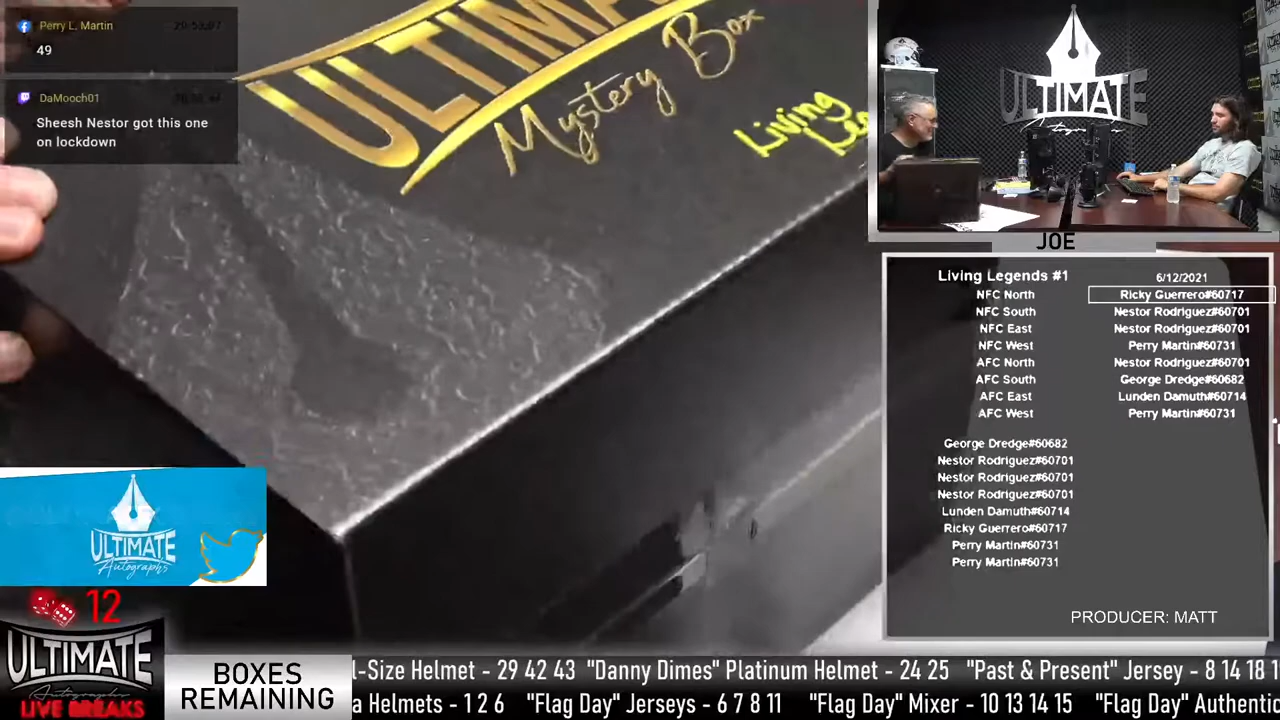 Perry L. Martin
49
DaMooch01
Sheesh Nestor got this one
on lockdown
ULTIMA
Mystery Box
Living
Le
ULTIMATE
Autographs
JOE
Living Legends #1 6/12/2021
NFC North Ricky Guerrero#60717
NFC South Nestor Rodriguez#60701
NFC East Nestor Rodriguez#60701
NFC West Perry Martin#60731
AFC North Nestor Rodriguez#60701
AFC South George Dredge#60682
AFC East Lunden Damuth#60714
AFC West Perry Martin#60731
George Dredge#60682
Nestor Rodriguez#60701
Nestor Rodriguez#60701
Nestor Rodriguez#60701
Lunden Damuth#60714
Ricky Guerrero#60717
Perry Martin#60731
Perry Martin#60731
PRODUCER: MATT
ULTIMATE
Autographs
12
ULTIMATE
Autographs
LIVE BREAKS
BOXES
REMAINING
l-Size Helmet - 29 42 43 "Danny Dimes" Platinum Helmet - 24 25 "Past & Present" Jersey - 8 14 18 1
a Helmets - 1 2 6 "Flag Day" Jerseys - 6 7 8 11 "Flag Day" Mixer - 10 13 14 15 "Flag Day" Authentic